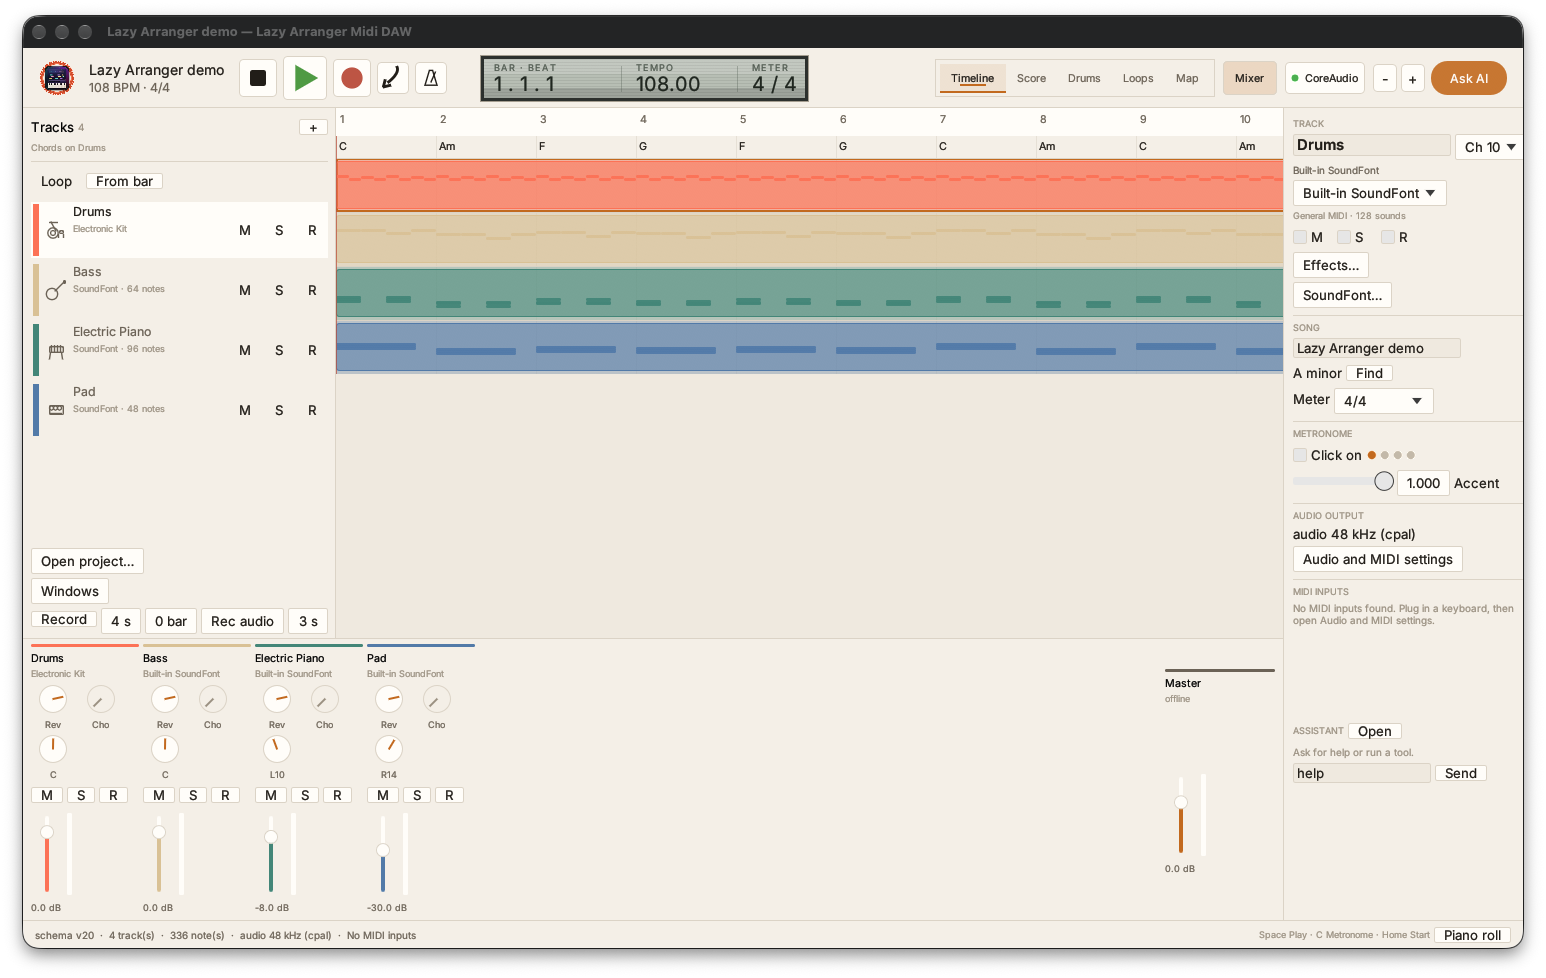 Lazy Arranger demo — Lazy Arranger Midi DAW
Lazy Arranger demo
108 BPM · 4/4
BAR · BEAT
1 . 1 . 1
TEMPO
108.00
METER
4 / 4
Timeline
Score
Drums
Loops
Map
Mixer
CoreAudio
-
+
Ask AI
Tracks 4
+
Chords on Drums
Loop
From bar
Drums
Electronic Kit
M S R
Bass
SoundFont · 64 notes
M S R
Electric Piano
SoundFont · 96 notes
M S R
Pad
SoundFont · 48 notes
M S R
Open project...
Windows
Record
4 s
0 bar
Rec audio
3 s
1 2 3 4 5 6 7 8 9 10
C Am F G F G C Am C Am
TRACK
Drums
Ch 10
Built-in SoundFont
Built-in SoundFont
General MIDI · 128 sounds
M S R
Effects...
SoundFont...
SONG
Lazy Arranger demo
A minor Find
Meter 4/4
METRONOME
Click on
1.000 Accent
AUDIO OUTPUT
audio 48 kHz (cpal)
Audio and MIDI settings
MIDI INPUTS
No MIDI inputs found. Plug in a keyboard, then
open Audio and MIDI settings.
ASSISTANT Open
Ask for help or run a tool.
help Send
Drums
Electronic Kit
Rev Cho
C
M S R
0.0 dB
Bass
Built-in SoundFont
Rev Cho
C
M S R
0.0 dB
Electric Piano
Built-in SoundFont
Rev Cho
L10
M S R
-8.0 dB
Pad
Built-in SoundFont
Rev Cho
R14
M S R
-30.0 dB
Master
offline
0.0 dB
schema v20 · 4 track(s) · 336 note(s) · audio 48 kHz (cpal) · No MIDI inputs
Space Play · C Metronome · Home Start
Piano roll